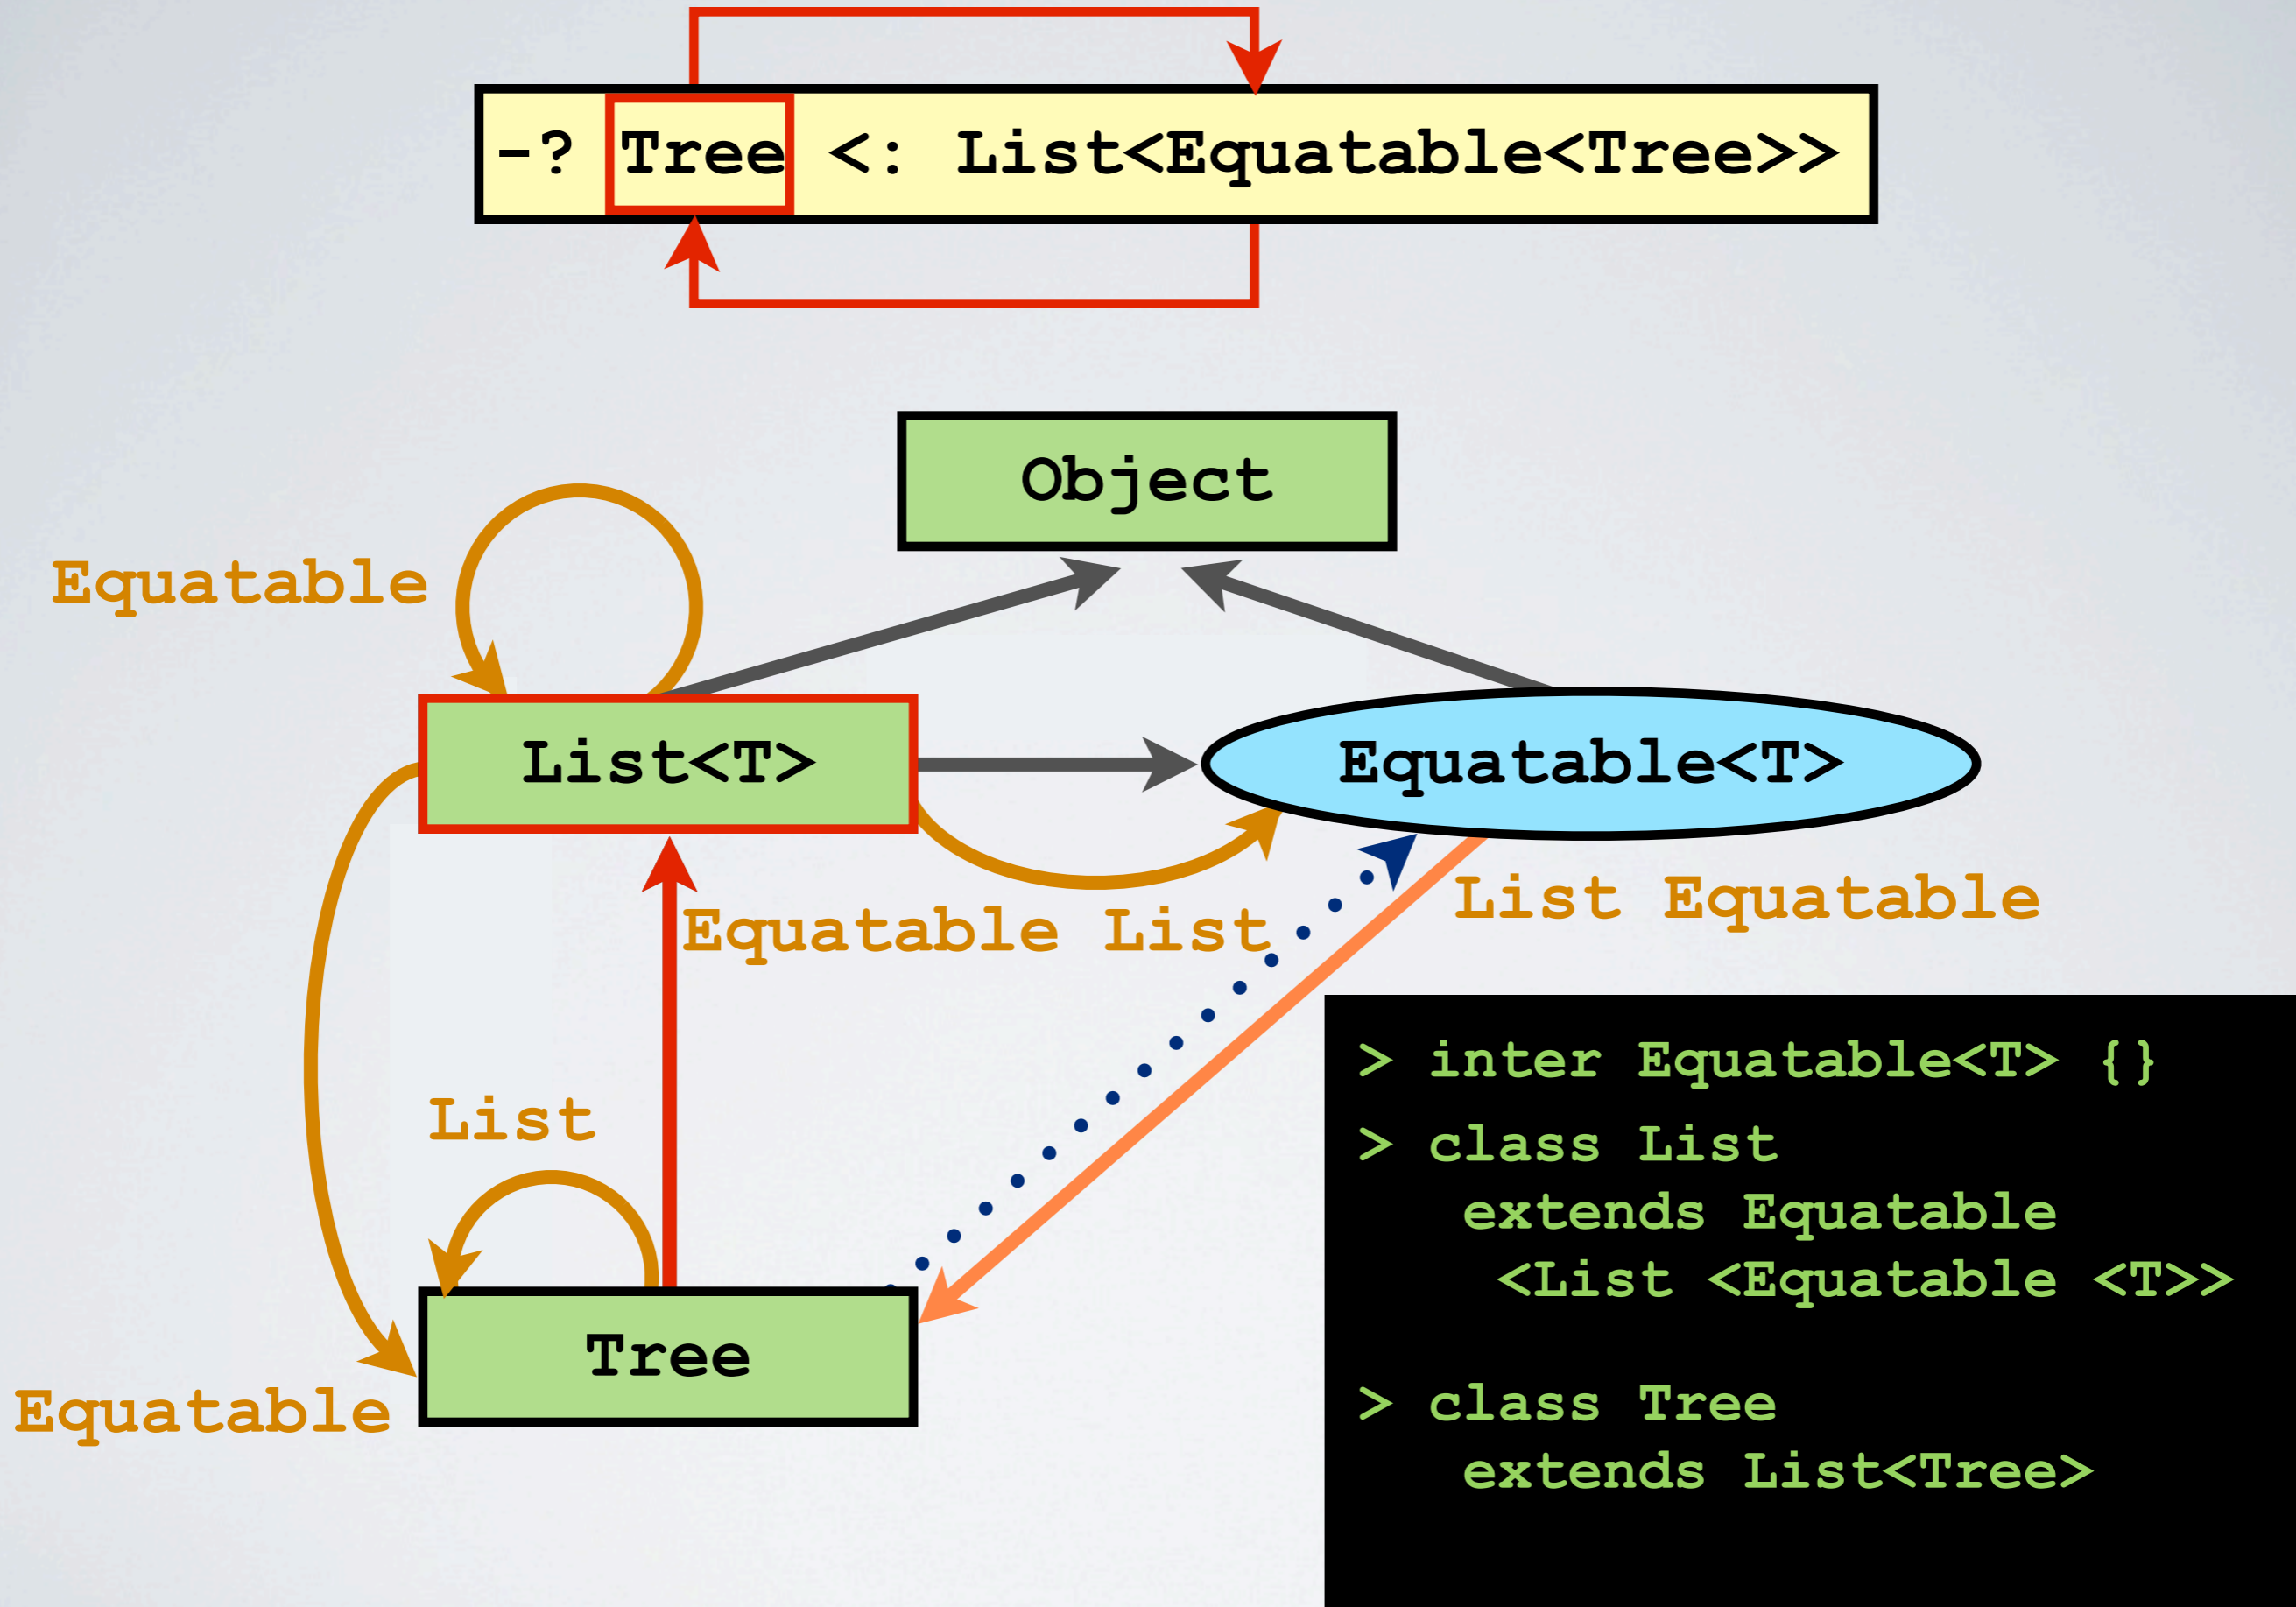 -? Tree <: List<Equatable<Tree>>
Object
Equatable
List<T>
Equatable<T>
Equatable List
List Equatable
List
Tree
Equatable
> inter Equatable<T> {}
> class List
extends Equatable
<List <Equatable <T>>
> class Tree
extends List<Tree>